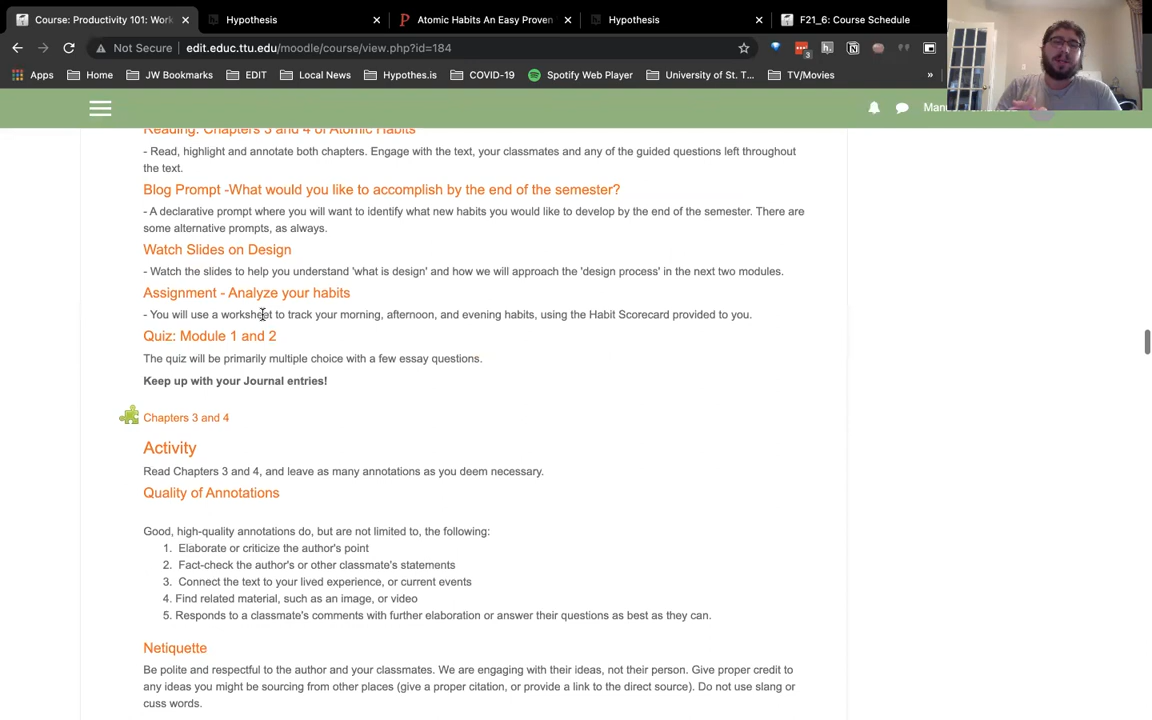 Course: Productivity 101: Work
Hypothesis
Atomic Habits An Easy Proven
Hypothesis
F21_6: Course Schedule
Not Secure
edit.educ.ttu.edu/moodle/course/view.php?id=184
Apps
Home
JW Bookmarks
EDIT
Local News
Hypothes.is
COVID-19
Spotify Web Player
University of St. T...
TV/Movies
»
Reading: Chapters 3 and 4 of Atomic Habits
- Read, highlight and annotate both chapters. Engage with the text, your classmates and any of the guided questions left throughout
the text.
Blog Prompt -What would you like to accomplish by the end of the semester?
- A declarative prompt where you will want to identify what new habits you would like to develop by the end of the semester. There are
some alternative prompts, as always.
Watch Slides on Design
- Watch the slides to help you understand 'what is design' and how we will approach the 'design process' in the next two modules.
Assignment - Analyze your habits
- You will use a worksheet to track your morning, afternoon, and evening habits, using the Habit Scorecard provided to you.
Quiz: Module 1 and 2
The quiz will be primarily multiple choice with a few essay questions.
Keep up with your Journal entries!
Chapters 3 and 4
Activity
Read Chapters 3 and 4, and leave as many annotations as you deem necessary.
Quality of Annotations
Good, high-quality annotations do, but are not limited to, the following:
1. Elaborate or criticize the author's point
2. Fact-check the author's or other classmate's statements
3. Connect the text to your lived experience, or current events
4. Find related material, such as an image, or video
5. Responds to a classmate's comments with further elaboration or answer their questions as best as they can.
Netiquette
Be polite and respectful to the author and your classmates. We are engaging with their ideas, not their person. Give proper credit to
any ideas you might be sourcing from other places (give a proper citation, or provide a link to the direct source). Do not use slang or
cuss words.